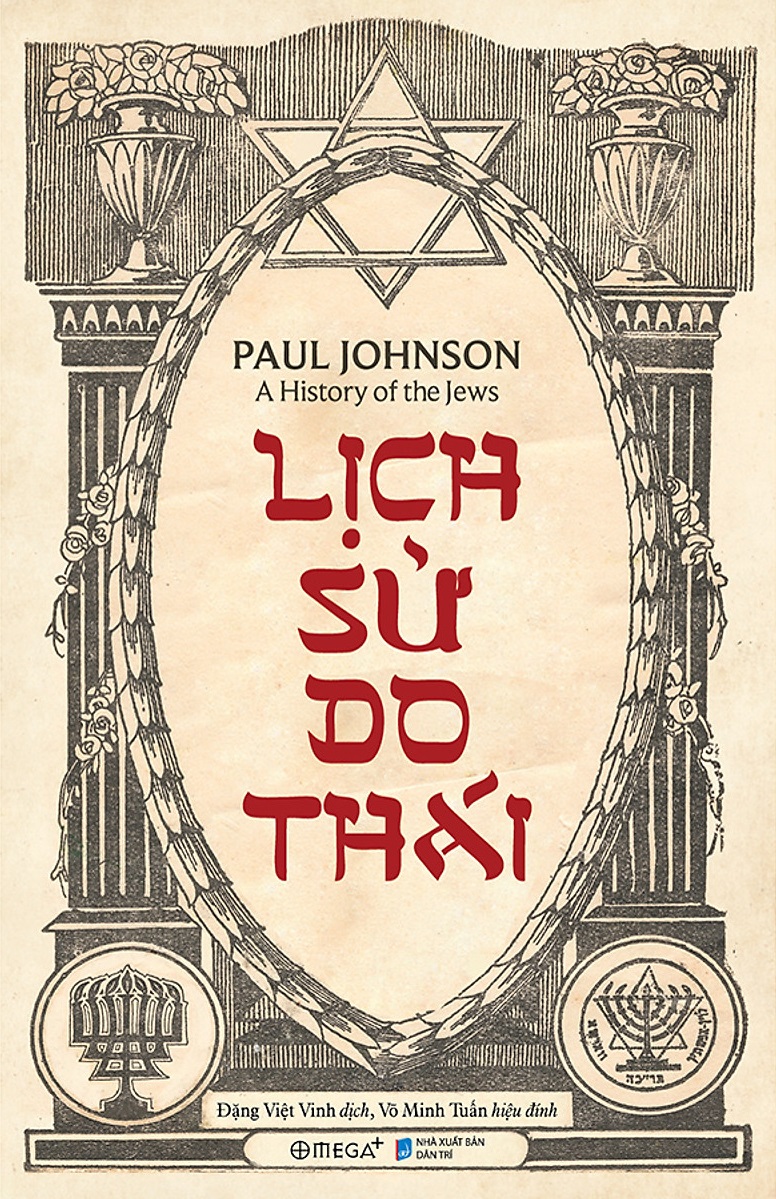 PAUL JOHNSON
A History of the Jews
LỊCH
SỬ
DO
THÁI
Đặng Việt Vinh dịch, Võ Minh Tuấn hiệu đính
OMEGA+
NHÀ XUẤT BẢN
DÂN TRÍ